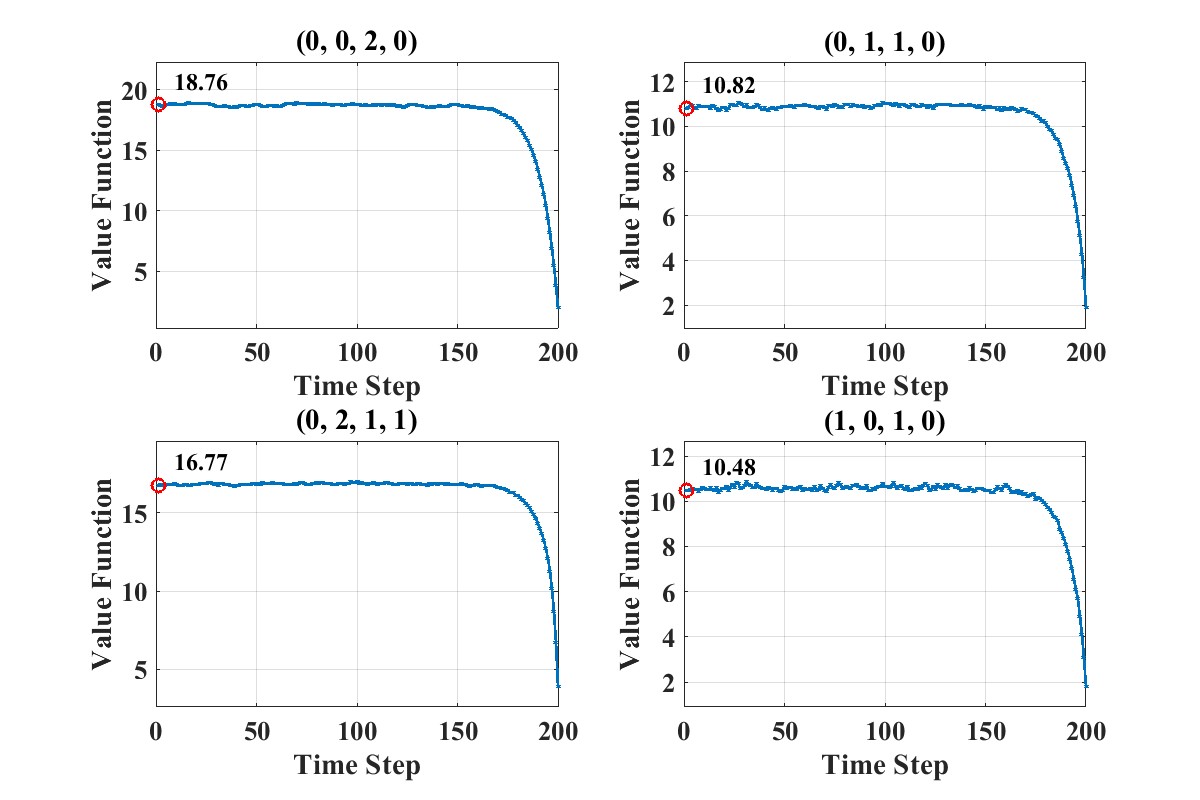 (0, 0, 2, 0)
18.76
20
15
10
5
Value Function
0 50 100 150 200
Time Step
(0, 1, 1, 0)
10.82
12
10
8
6
4
2
Value Function
0 50 100 150 200
Time Step
(0, 2, 1, 1)
16.77
15
10
5
Value Function
0 50 100 150 200
Time Step
(1, 0, 1, 0)
10.48
12
10
8
6
4
2
Value Function
0 50 100 150 200
Time Step